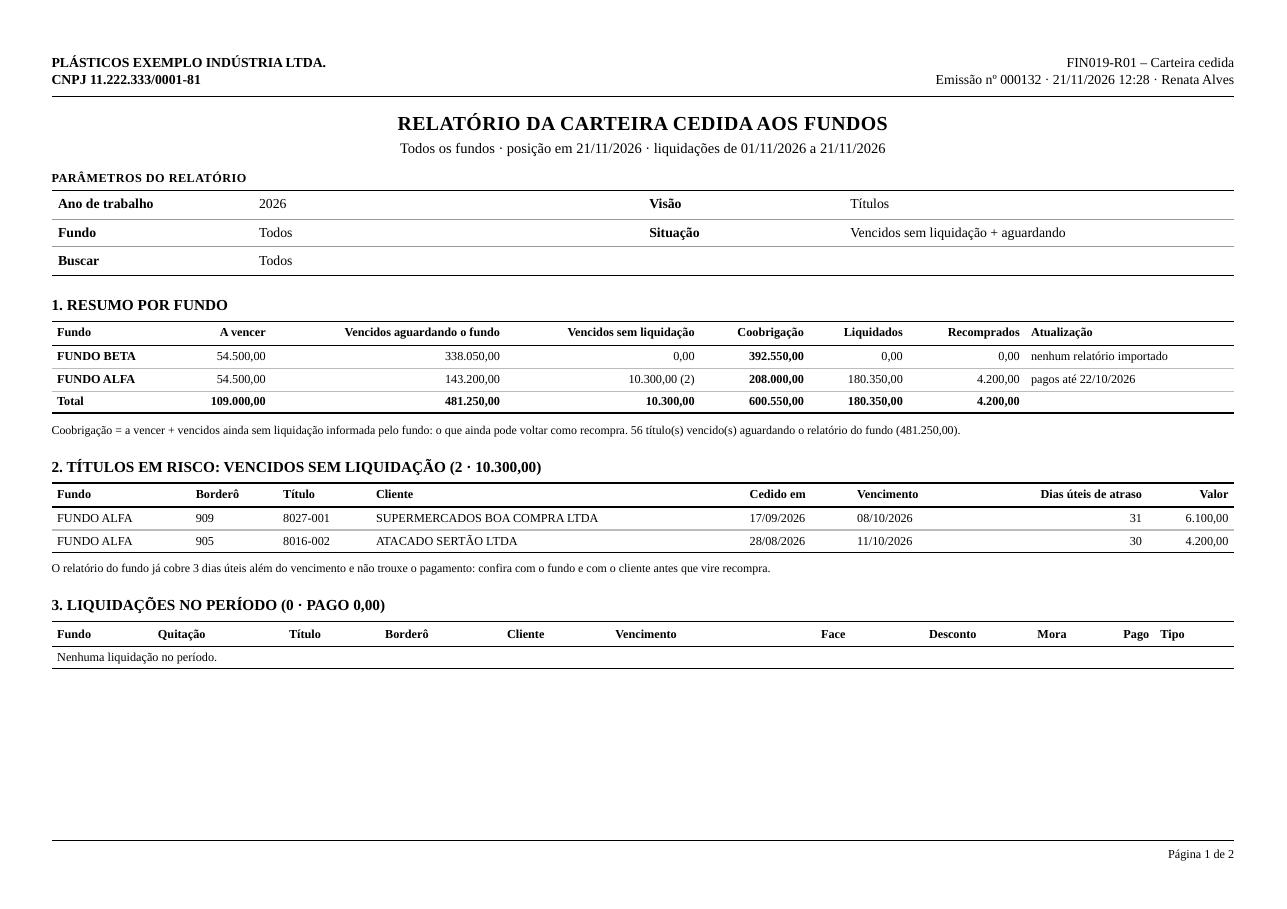 PLÁSTICOS EXEMPLO INDÚSTRIA LTDA.
CNPJ 11.222.333/0001-81
FIN019-R01 – Carteira cedida
Emissão nº 000132 · 21/11/2026 12:28 · Renata Alves
RELATÓRIO DA CARTEIRA CEDIDA AOS FUNDOS
Todos os fundos · posição em 21/11/2026 · liquidações de 01/11/2026 a 21/11/2026
PARÂMETROS DO RELATÓRIO
Ano de trabalho 2026 Visão Títulos
Fundo Todos Situação Vencidos sem liquidação + aguardando
Buscar Todos
1. RESUMO POR FUNDO
Fundo A vencer Vencidos aguardando o fundo Vencidos sem liquidação Coobrigação Liquidados Recomprados Atualização
FUNDO BETA 54.500,00 338.050,00 0,00 392.550,00 0,00 0,00 nenhum relatório importado
FUNDO ALFA 54.500,00 143.200,00 10.300,00 (2) 208.000,00 180.350,00 4.200,00 pagos até 22/10/2026
Total 109.000,00 481.250,00 10.300,00 600.550,00 180.350,00 4.200,00
Coobrigação = a vencer + vencidos ainda sem liquidação informada pelo fundo: o que ainda pode voltar como recompra. 56 título(s) vencido(s) aguardando o relatório do fundo (481.250,00).
2. TÍTULOS EM RISCO: VENCIDOS SEM LIQUIDAÇÃO (2 · 10.300,00)
Fundo Borderô Título Cliente Cedido em Vencimento Dias úteis de atraso Valor
FUNDO ALFA 909 8027-001 SUPERMERCADOS BOA COMPRA LTDA 17/09/2026 08/10/2026 31 6.100,00
FUNDO ALFA 905 8016-002 ATACADO SERTÃO LTDA 28/08/2026 11/10/2026 30 4.200,00
O relatório do fundo já cobre 3 dias úteis além do vencimento e não trouxe o pagamento: confira com o fundo e com o cliente antes que vire recompra.
3. LIQUIDAÇÕES NO PERÍODO (0 · PAGO 0,00)
Fundo Quitação Título Borderô Cliente Vencimento Face Desconto Mora Pago Tipo
Nenhuma liquidação no período.
Página 1 de 2